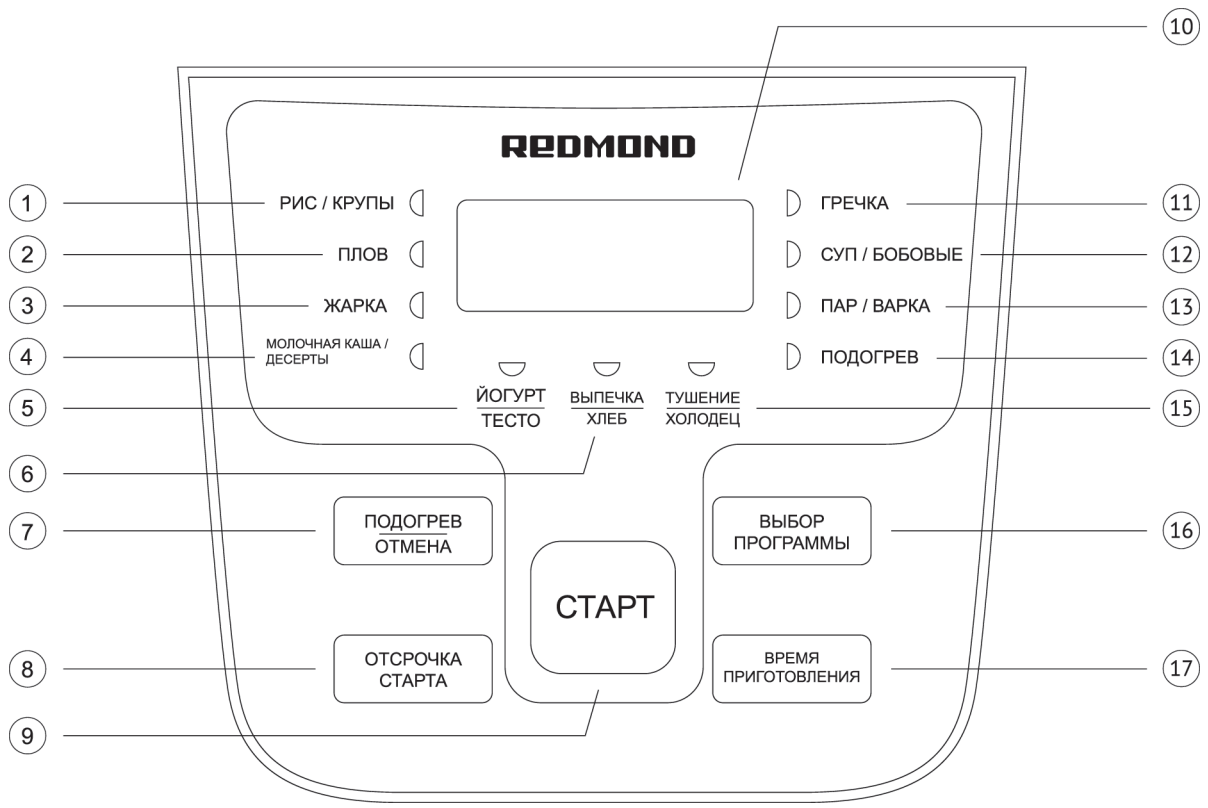 10
REDMOND
1 РИС / КРУПЫ
ГРЕЧКА 11
2 ПЛОВ
СУП / БОБОВЫЕ 12
3 ЖАРКА
ПАР / ВАРКА 13
4 МОЛОЧНАЯ КАША /
ДЕСЕРТЫ
ПОДОГРЕВ 14
5 ЙОГУРТ
ТЕСТО
ВЫПЕЧКА
ХЛЕБ
ТУШЕНИЕ
ХОЛОДЕЦ
15
6
7 ПОДОГРЕВ
ОТМЕНА
ВЫБОР
ПРОГРАММЫ
16
СТАРТ
8 ОТСРОЧКА
СТАРТА
ВРЕМЯ
ПРИГОТОВЛЕНИЯ
17
9